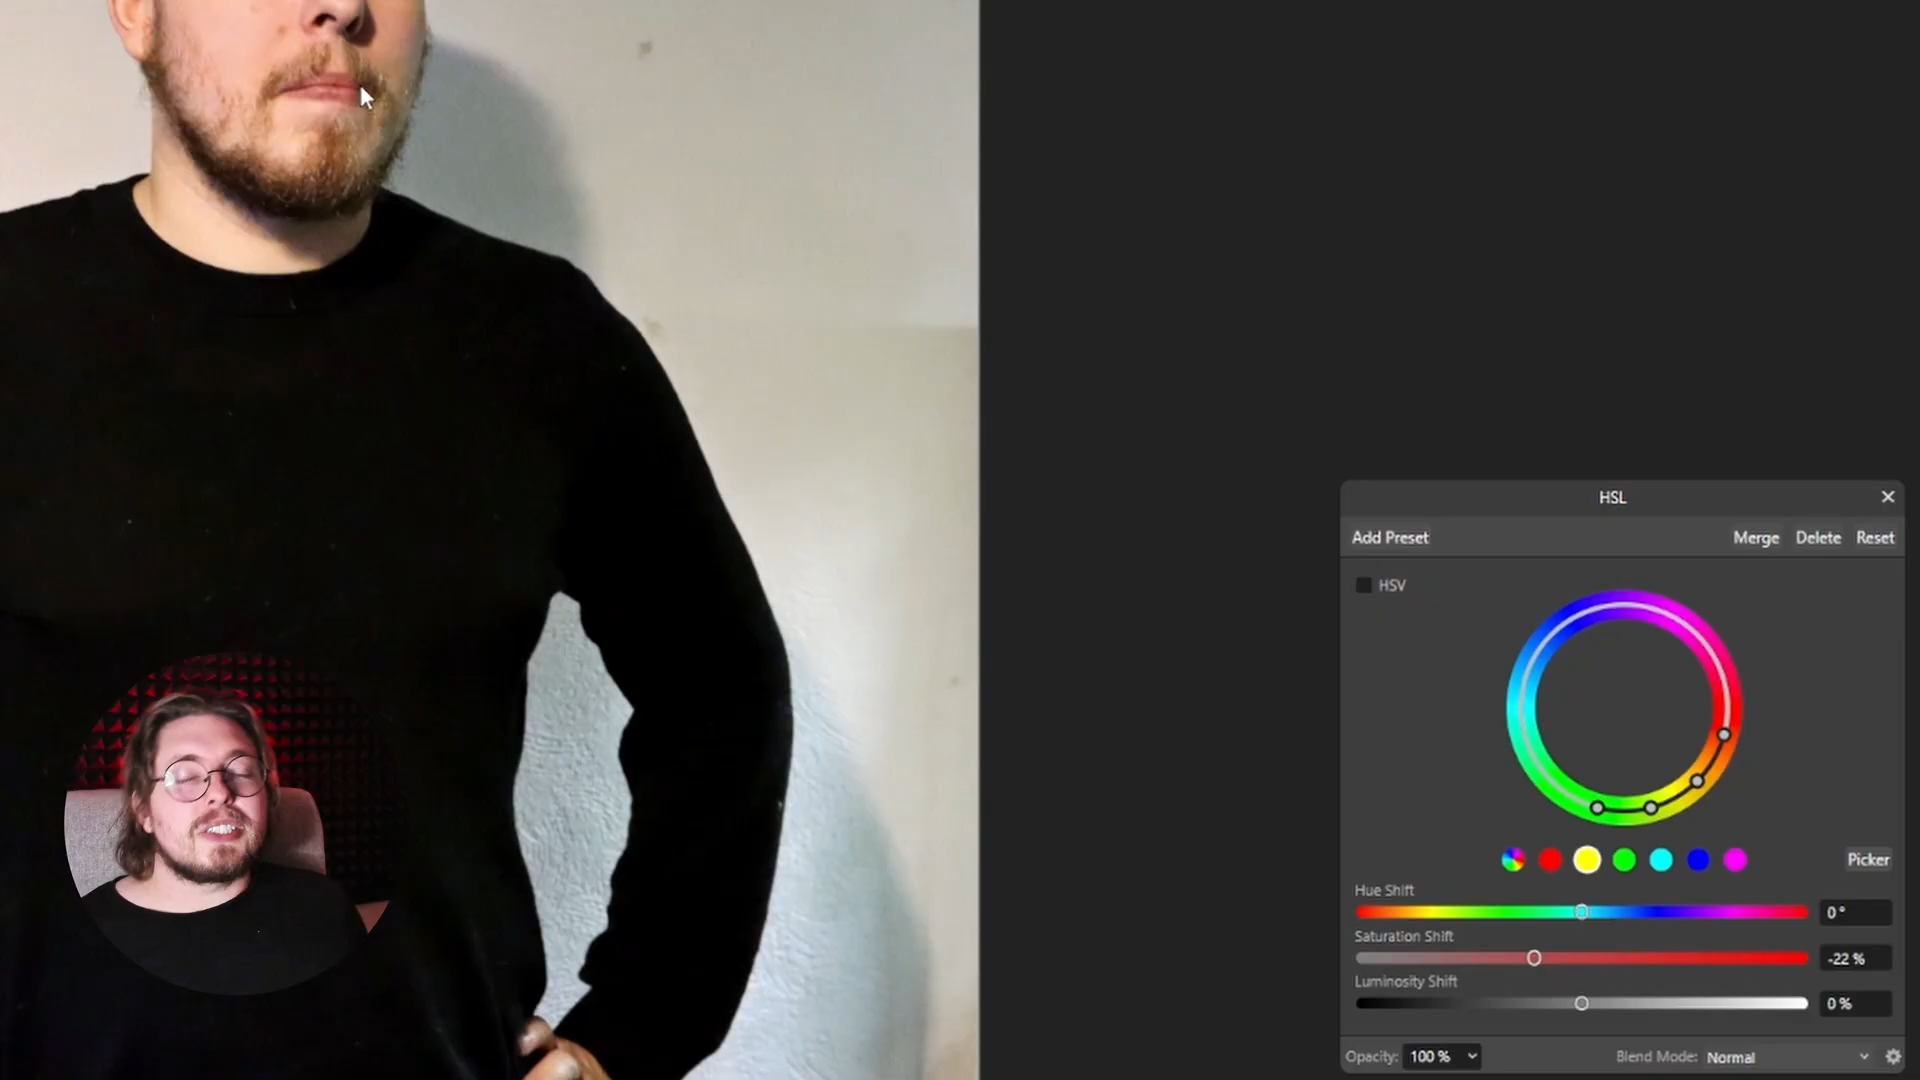 HSL
Add Preset Merge Delete Reset
HSV
Picker
Hue Shift
0°
Saturation Shift
-22 %
Luminosity Shift
0 %
Opacity: 100 % Blend Mode: Normal